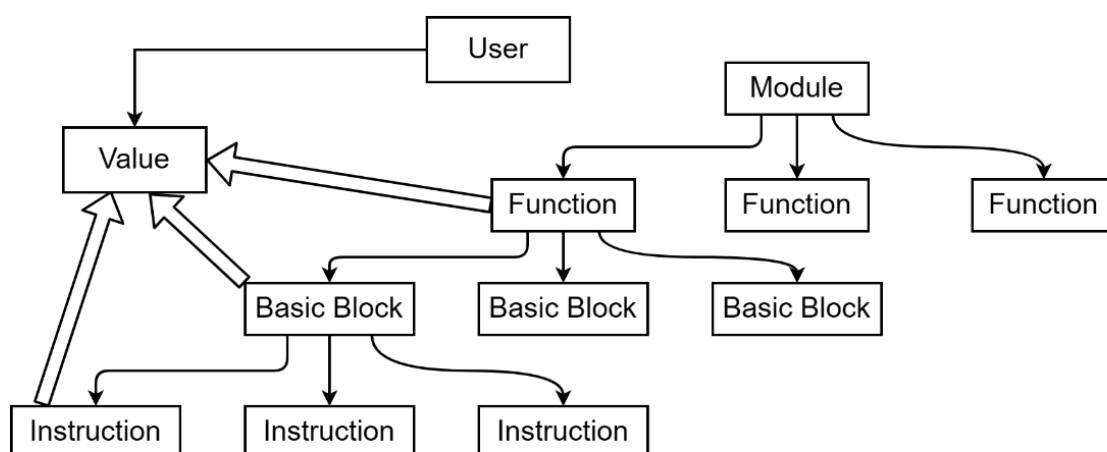 User
Module
Value
Function
Function
Function
Basic Block
Basic Block
Basic Block
Instruction
Instruction
Instruction